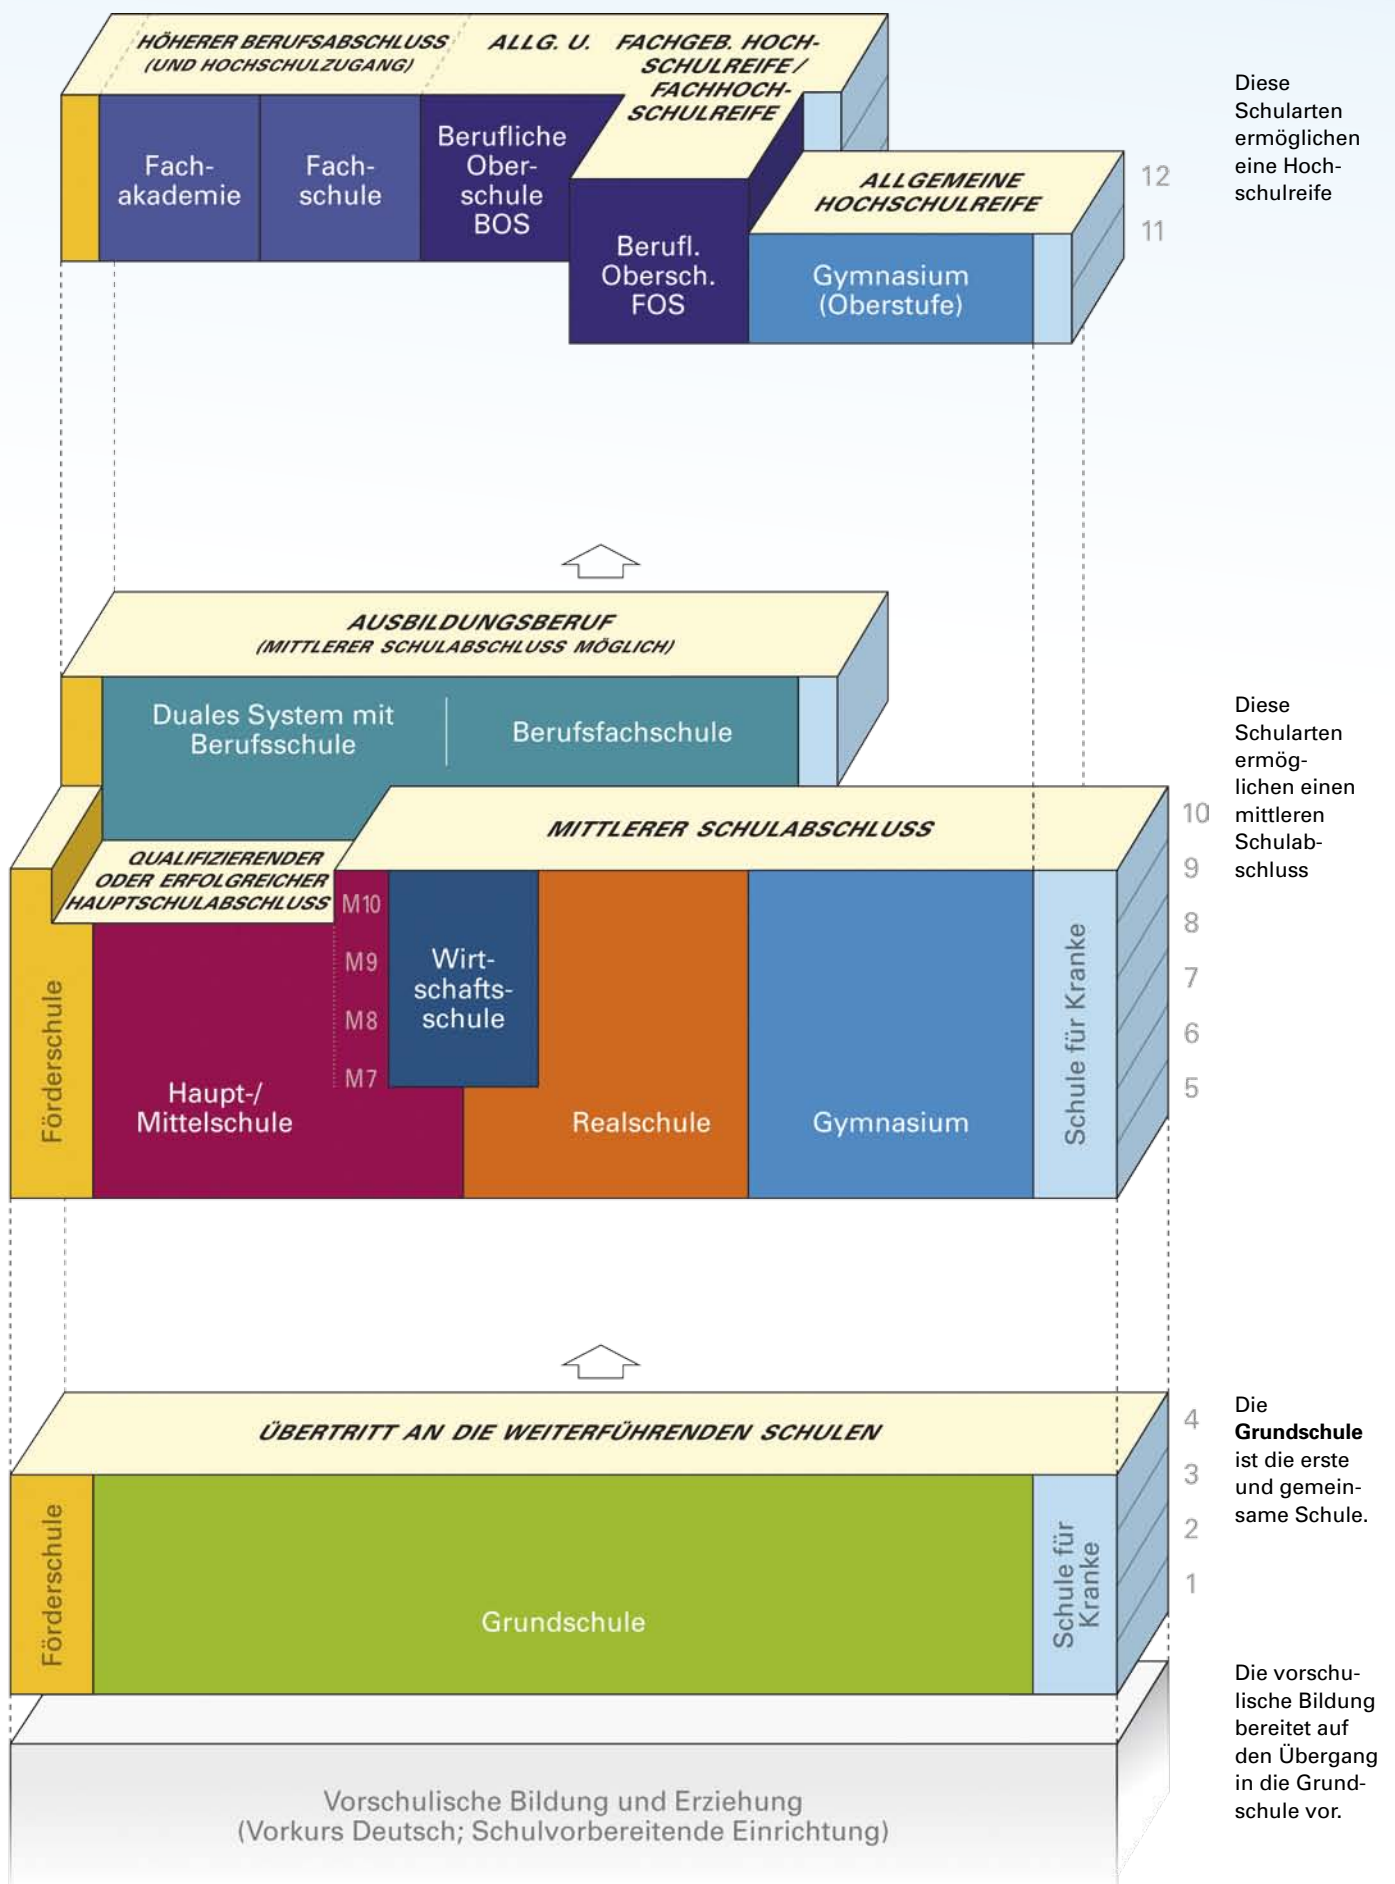 HÖHERER BERUFSABSCHLUSS
(UND HOCHSCHULZUGANG)
ALLG. U. FACHGEB. HOCH-
SCHULREIFE /
FACHHOCH-
SCHULREIFE
Diese
Schularten
ermöglichen
eine Hoch-
schulreife
Fach-
akademie
Fach-
schule
Berufliche
Ober-
schule
BOS
Berufl.
Obersch.
FOS
ALLGEMEINE
HOCHSCHULREIFE
Gymnasium
(Oberstufe)
12
11
AUSBILDUNGSBERUF
(MITTLERER SCHULABSCHLUSS MÖGLICH)
Duales System mit
Berufsschule
Berufsfachschule
Diese
Schularten
ermög-
lichen einen
mittleren
Schulab-
schluss
MITTLERER SCHULABSCHLUSS
QUALIFIZIERENDER
ODER ERFOLGREICHER
HAUPTSCHULABSCHLUSS
10
9
8
7
6
5
Förderschule
Haupt-/
Mittelschule
M10
M9
M8
M7
Wirt-
schafts-
schule
Realschule
Gymnasium
Schule für Kranke
ÜBERTRITT AN DIE WEITERFÜHRENDEN SCHULEN
4
3
2
1
Die
Grundschule
ist die erste
und gemein-
same Schule.
Förderschule
Grundschule
Schule für
Kranke
Vorschulische Bildung und Erziehung
(Vorkurs Deutsch; Schulvorbereitende Einrichtung)
Die vorschu-
lische Bildung
bereitet auf
den Übergang
in die Grund-
schule vor.